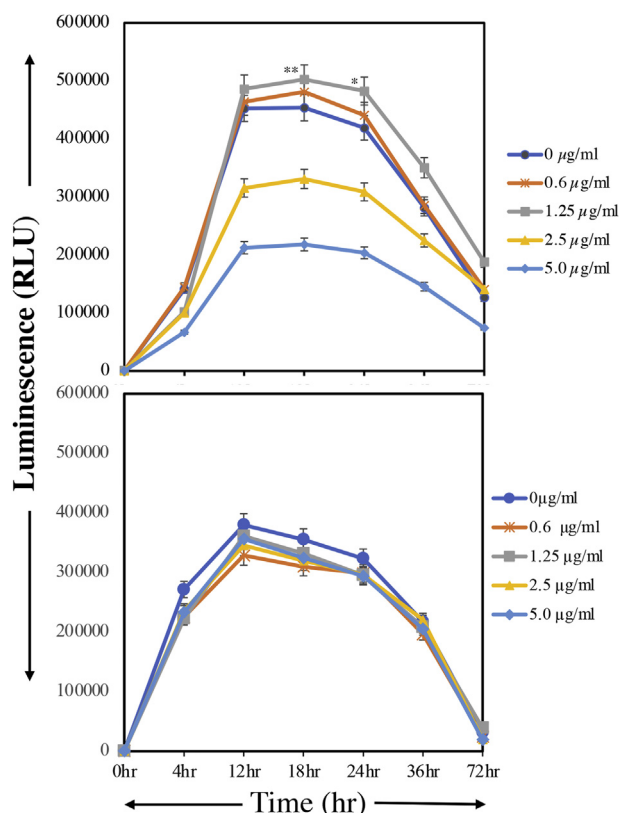 Luminescence (RLU)
600000
500000
400000
300000
200000
100000
0
**
*
0 µg/ml
0.6 µg/ml
1.25 µg/ml
2.5 µg/ml
5.0 µg/ml
600000
500000
400000
300000
200000
100000
0
0µg/ml
0.6 µg/ml
1.25 µg/ml
2.5 µg/ml
5.0 µg/ml
0hr 4hr 12hr 18hr 24hr 36hr 72hr
Time (hr)